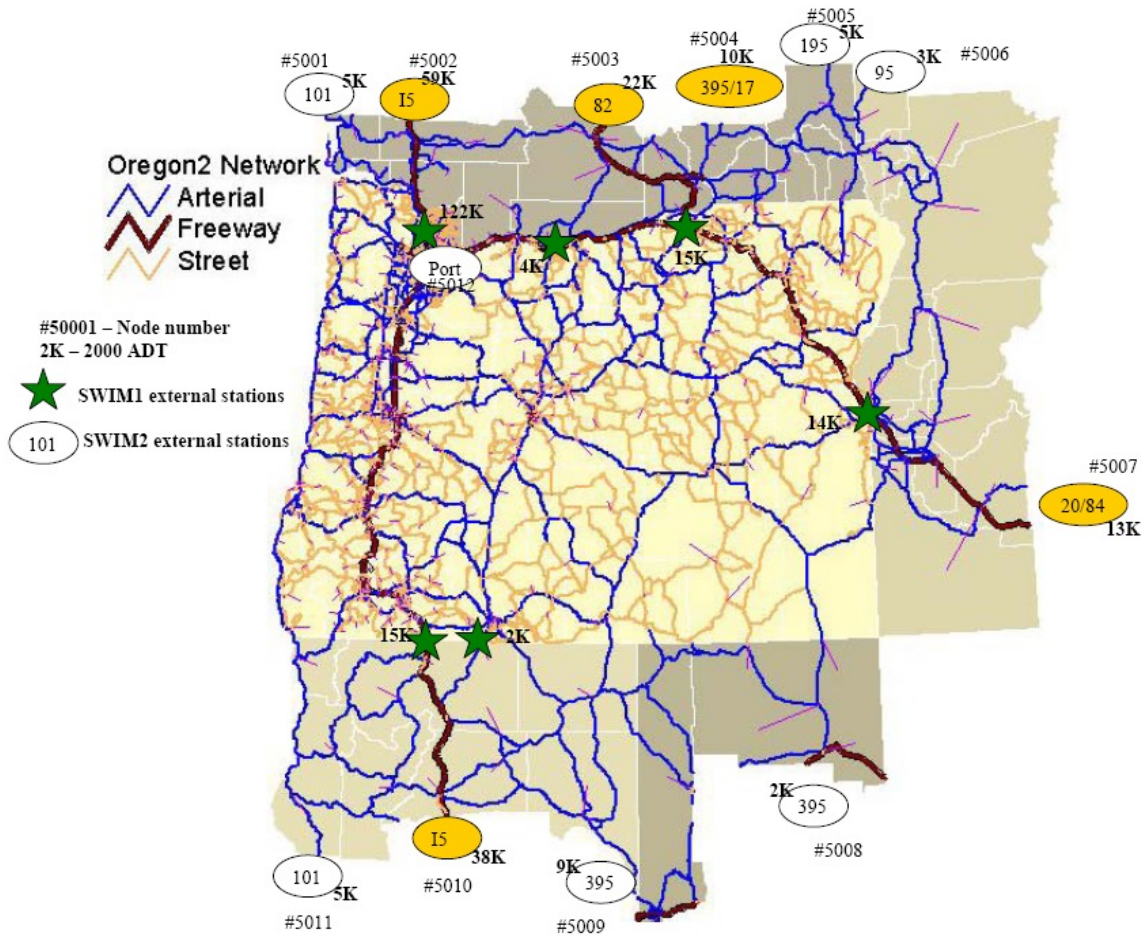 #5005
5K
195
#5004
10K
395/17
3K
95
#5006
#5001
5K
101
#5002
59K
I5
#5003
22K
82
Oregon2 Network
Arterial
Freeway
Street
122K
Port
#5012
4K
15K
#50001 – Node number
2K – 2000 ADT
SWIM1 external stations
101
SWIM2 external stations
14K
#5007
20/84
13K
15K
2K
2K
395
#5008
I5
38K
#5010
101
5K
#5011
9K
395
#5009